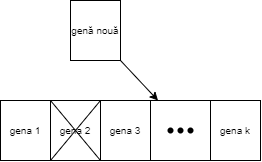 genă nouă
gena 1
gena 2
gena 3
●●●
gena k